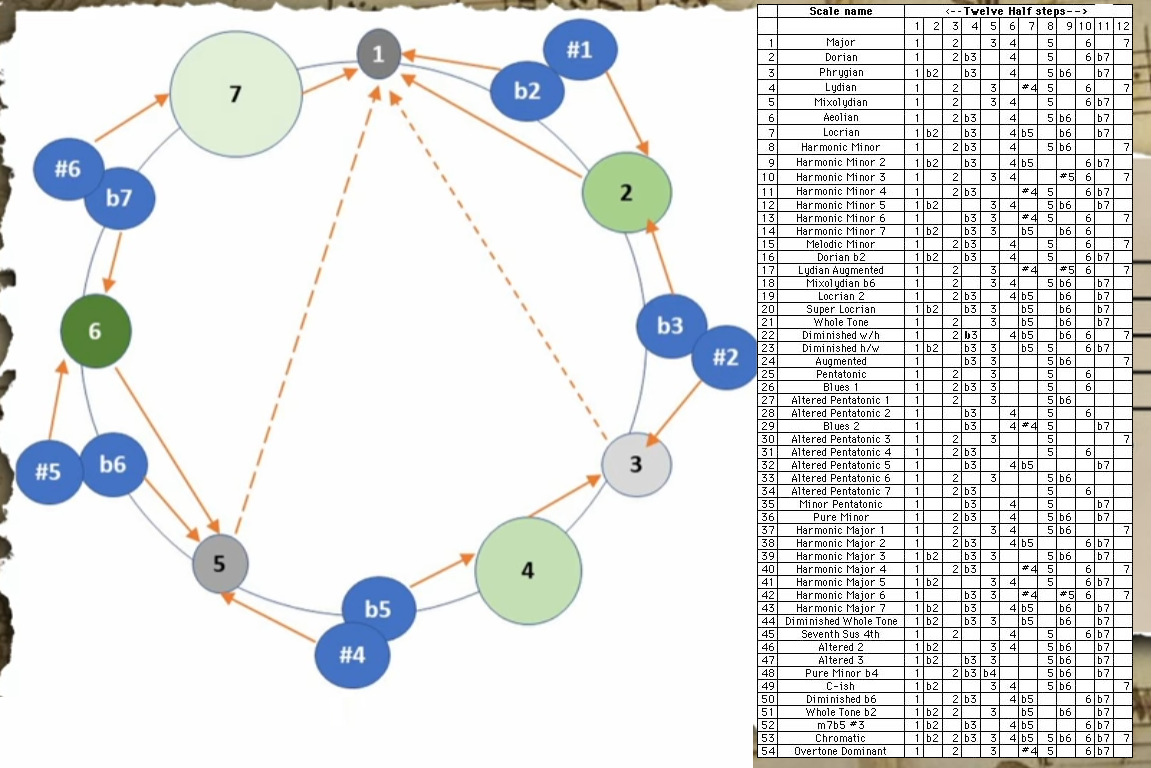 1
#1
b2
7
#6
b7
2
6
b3
#2
3
#5
b6
5
4
b5
#4
Scale name <--Twelve Half steps-->
1 2 3 4 5 6 7 8 9 10 11 12
1 Major 1 2 3 4 5 6 7
2 Dorian 1 2 b3 4 5 6 b7
3 Phrygian 1 b2 b3 4 5 b6 b7
4 Lydian 1 2 3 #4 5 6 7
5 Mixolydian 1 2 3 4 5 6 b7
6 Aeolian 1 2 b3 4 5 b6 b7
7 Locrian 1 b2 b3 4 b5 b6 b7
8 Harmonic Minor 1 2 b3 4 5 b6 7
9 Harmonic Minor 2 1 b2 b3 4 b5 6 b7
10 Harmonic Minor 3 1 2 3 4 #5 6 7
11 Harmonic Minor 4 1 2 b3 #4 5 6 b7
12 Harmonic Minor 5 1 b2 3 4 5 b6 b7
13 Harmonic Minor 6 1 b3 3 #4 5 6 7
14 Harmonic Minor 7 1 b2 b3 3 b5 b6 6
15 Melodic Minor 1 2 b3 4 5 6 7
16 Dorian b2 1 b2 b3 4 5 6 b7
17 Lydian Augmented 1 2 3 #4 #5 6 7
18 Mixolydian b6 1 2 3 4 5 b6 b7
19 Locrian 2 1 2 b3 4 b5 b6 b7
20 Super Locrian 1 b2 b3 3 b5 b6 b7
21 Whole Tone 1 2 3 b5 b6 b7
22 Diminished w/h 1 2 b3 4 b5 b6 6 7
23 Diminished h/w 1 b2 b3 3 b5 5 6 b7
24 Augmented 1 b3 3 5 b6 7
25 Pentatonic 1 2 3 5 6
26 Blues 1 1 2 b3 3 5 6
27 Altered Pentatonic 1 1 2 3 5 b6
28 Altered Pentatonic 2 1 b3 4 5 6
29 Blues 2 1 b3 4 #4 5 b7
30 Altered Pentatonic 3 1 2 3 5 7
31 Altered Pentatonic 4 1 2 b3 5 6
32 Altered Pentatonic 5 1 b3 4 b5 b7
33 Altered Pentatonic 6 1 2 3 5 b6
34 Altered Pentatonic 7 1 2 b3 5 6
35 Minor Pentatonic 1 b3 4 5 b7
36 Pure Minor 1 2 b3 4 5 b6 b7
37 Harmonic Major 1 1 2 3 4 5 b6 7
38 Harmonic Major 2 1 2 b3 4 b5 6 b7
39 Harmonic Major 3 1 b2 b3 3 5 b6 b7
40 Harmonic Major 4 1 2 b3 #4 5 6 7
41 Harmonic Major 5 1 b2 3 4 5 6 b7
42 Harmonic Major 6 1 b3 3 #4 #5 6 7
43 Harmonic Major 7 1 b2 b3 4 b5 b6 b7
44 Diminished Whole Tone 1 b2 b3 3 b5 b6 b7
45 Seventh Sus 4th 1 2 4 5 6 b7
46 Altered 2 1 b2 3 4 5 b6 b7
47 Altered 3 1 b2 b3 3 5 b6 b7
48 Pure Minor b4 1 2 b3 b4 5 b6 b7
49 C-ish 1 b2 3 4 5 b6 7
50 Diminished b6 1 2 b3 4 b5 6 b7
51 Whole Tone b2 1 b2 2 3 b5 b6 b7
52 m7b5 #3 1 b2 b3 4 b5 6 b7
53 Chromatic 1 b2 2 b3 3 4 b5 5 b6 6 b7 7
54 Overtone Dominant 1 2 3 #4 5 6 b7